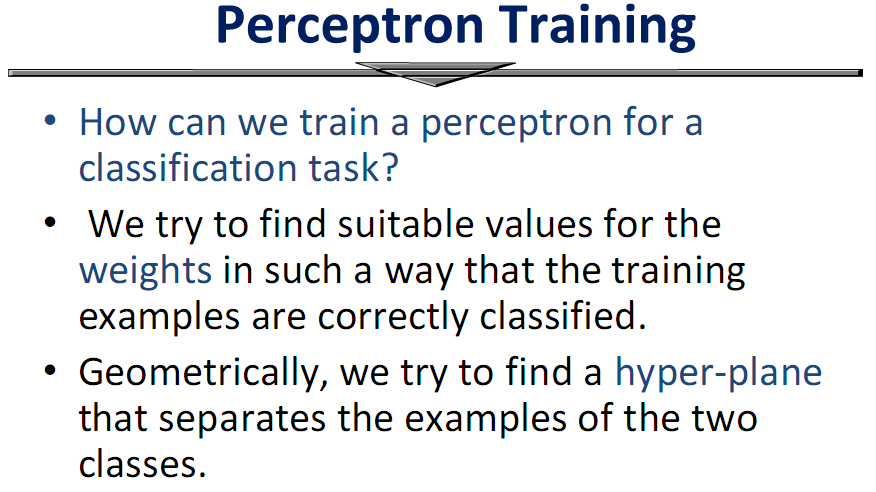 Perceptron Training
• How can we train a perceptron for a
classification task?
• We try to find suitable values for the
weights in such a way that the training
examples are correctly classified.
• Geometrically, we try to find a hyper-plane
that separates the examples of the two
classes.